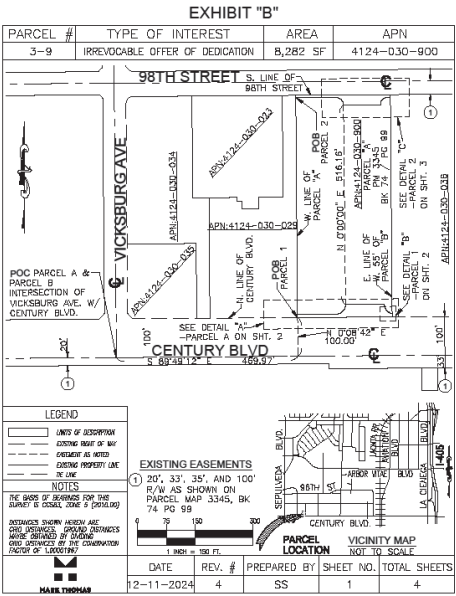 EXHIBIT "B"
PARCEL # TYPE OF INTEREST AREA APN
3-9 IRREVOCABLE OFFER OF DEDICATION 8,282 SF 4124-030-900
98TH STREET
S. LINE OF
98TH STREET
1
VICKSBURG AVE
APN:4124-030-034
APN:4124-030-023
APN:4124-030-029
APN:4124-030-035
POB
PARCEL 2
W. LINE OF
PARCEL "A"
N 0°00'00" E 516.16'
APN:4124-030-900
PARCEL "A"
PM 3345
BK 74 / PG 99
E. LINE OF
W. 55' OF
PARCEL "B"
SEE DETAIL "C"
-PARCEL 2
ON SHT. 3
SEE DETAIL "B"
-PARCEL 1
ON SHT. 2
APN:4124-030-036
POC PARCEL A &
PARCEL B
INTERSECTION OF
VICKSBURG AVE. W/
CENTURY BLVD.
N. LINE OF
CENTURY BLVD.
POB
PARCEL 1
SEE DETAIL "A"
-PARCEL A ON SHT. 2
20'
100'
CENTURY BLVD
N 0°08'42" E
100.00'
S 89°49'12" E 469.97'
100'
33'
1
1
LEGEND
LIMITS OF DESCRIPTION
EXISTING RIGHT OF WAY
EASEMENT AS NOTED
EXISTING PROPERTY LINE
TIE LINE
NOTES
THE BASIS OF BEARINGS FOR THIS
SURVEY IS CCS83, ZONE 5 (2010.00)
DISTANCES SHOWN HEREIN ARE
GRID DISTANCES. GROUND DISTANCES
MAYBE OBTAINED BY DIVIDING
GRID DISTANCES BY THE COMBINATION
FACTOR OF 1.00001997
MARK THOMAS
EXISTING EASEMENTS
1 20', 33', 35', AND 100'
R/W AS SHOWN ON
PARCEL MAP 3345, BK
74 PG 99
150 0 150 300
1 INCH = 150 FT.
SEPULVEDA BLVD.
AVIATION BLVD.
ARBOR VITAE BLVD
98TH ST
LA CIENEGA BLVD.
I-405
CENTURY BLVD.
PARCEL
LOCATION
VICINITY MAP
NOT TO SCALE
DATE REV. # PREPARED BY SHEET NO. TOTAL SHEETS
12-11-2024 4 SS 1 4